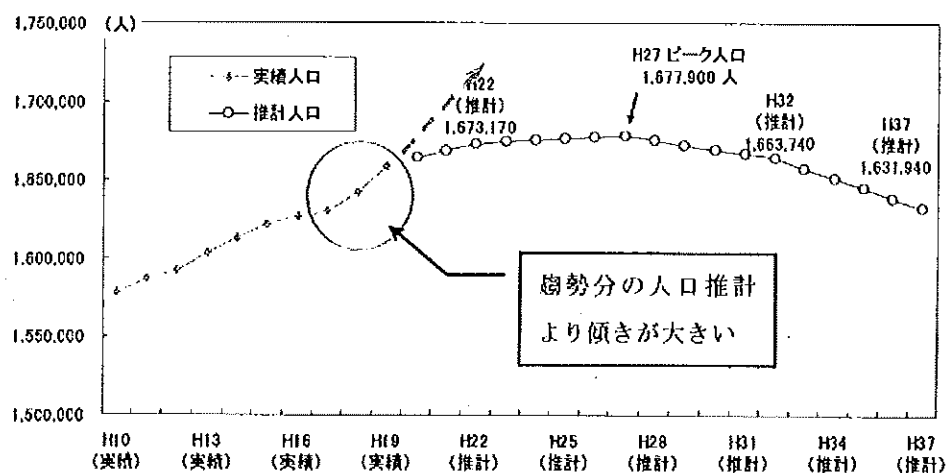 1,750,000 (人)
1,700,000
1,850,000
1,600,000
1,550,000
1,500,000
実績人口
推計人口
H22
(推計)
1,673,170
H27 ピーク人口
1,677,900 人
H32
(推計)
1,663,740
H37
(推計)
1,631,940
趨勢分の人口推計
より傾きが大きい
H10 H13 H16 H19 H22 H25 H28 H31 H34 H37
(実績) (実績) (実績) (実績) (推計) (推計) (推計) (推計) (推計) (推計)